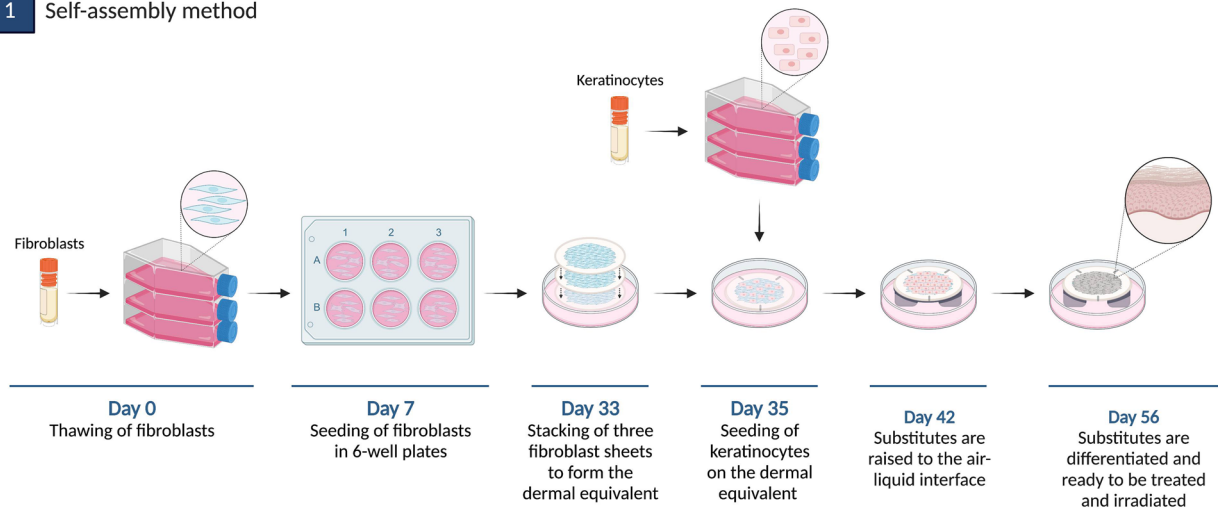 1 Self-assembly method
Keratinocytes
Fibroblasts
1 2 3
A
B
Day 0
Thawing of fibroblasts
Day 7
Seeding of fibroblasts
in 6-well plates
Day 33
Stacking of three
fibroblast sheets
to form the
dermal equivalent
Day 35
Seeding of
keratinocytes
on the dermal
equivalent
Day 42
Substitutes are
raised to the air-
liquid interface
Day 56
Substitutes are
differentiated and
ready to be treated
and irradiated